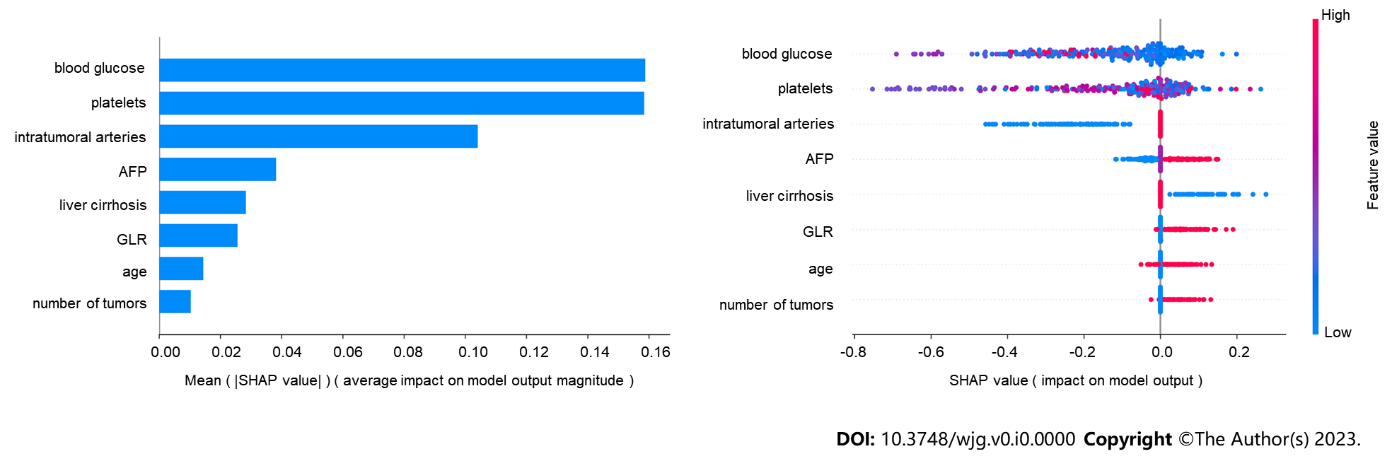 blood glucose
platelets
intratumoral arteries
AFP
liver cirrhosis
GLR
age
number of tumors
0.00 0.02 0.04 0.06 0.08 0.10 0.12 0.14 0.16
Mean ( |SHAP value| ) ( average impact on model output magnitude )
High
blood glucose
platelets
intratumoral arteries
AFP
liver cirrhosis
GLR
age
number of tumors
Low
Feature value
-0.8 -0.6 -0.4 -0.2 0.0 0.2
SHAP value ( impact on model output )
DOI: 10.3748/wjg.v0.i0.0000 Copyright ©The Author(s) 2023.